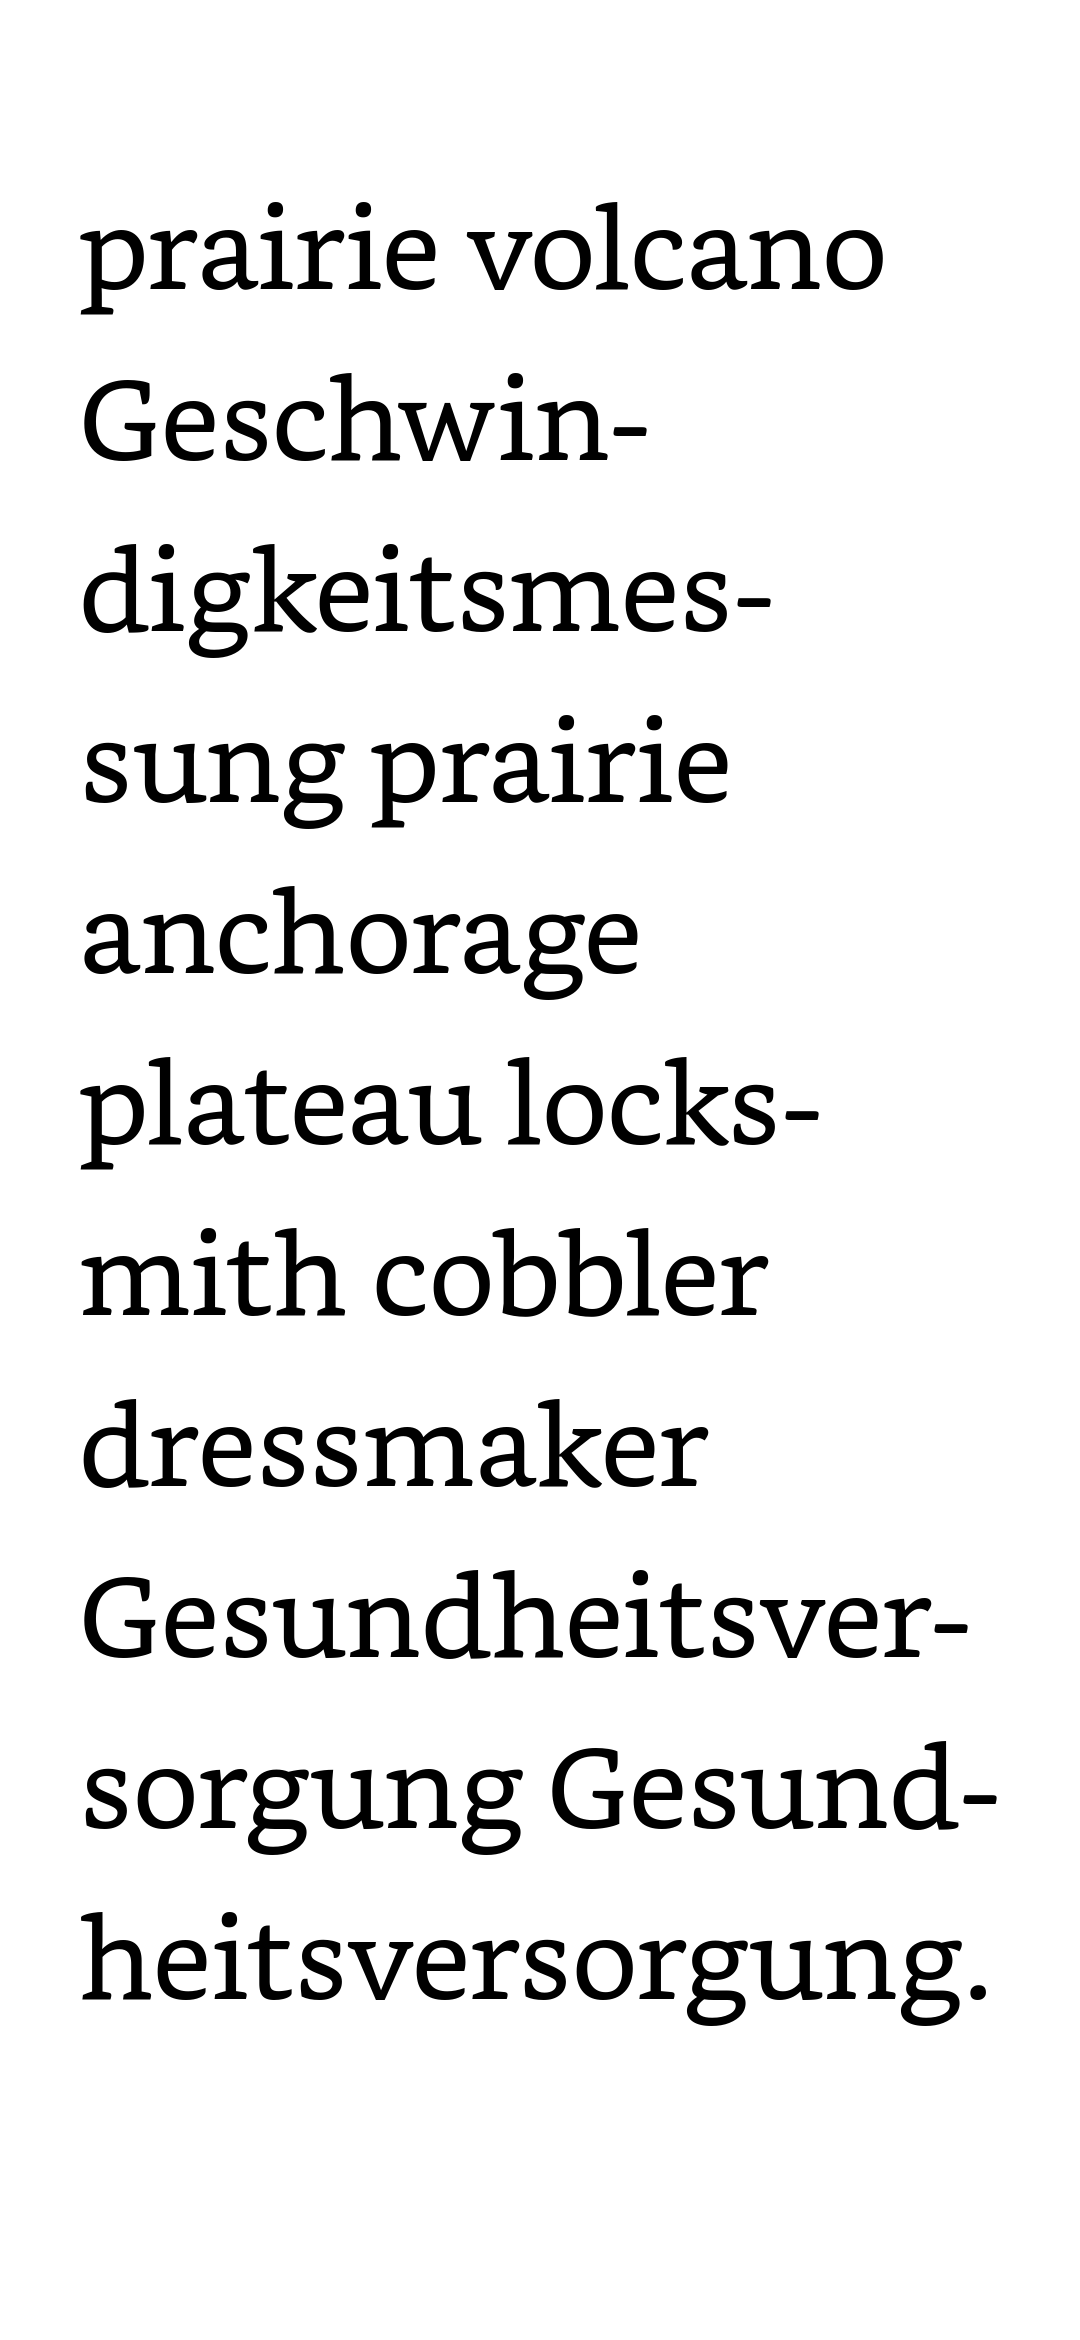 prairie volcano
Geschwin-
digkeitsmes-
sung prairie
anchorage
plateau locks-
mith cobbler
dressmaker
Gesundheitsver-
sorgung Gesund-
heitsversorgung.